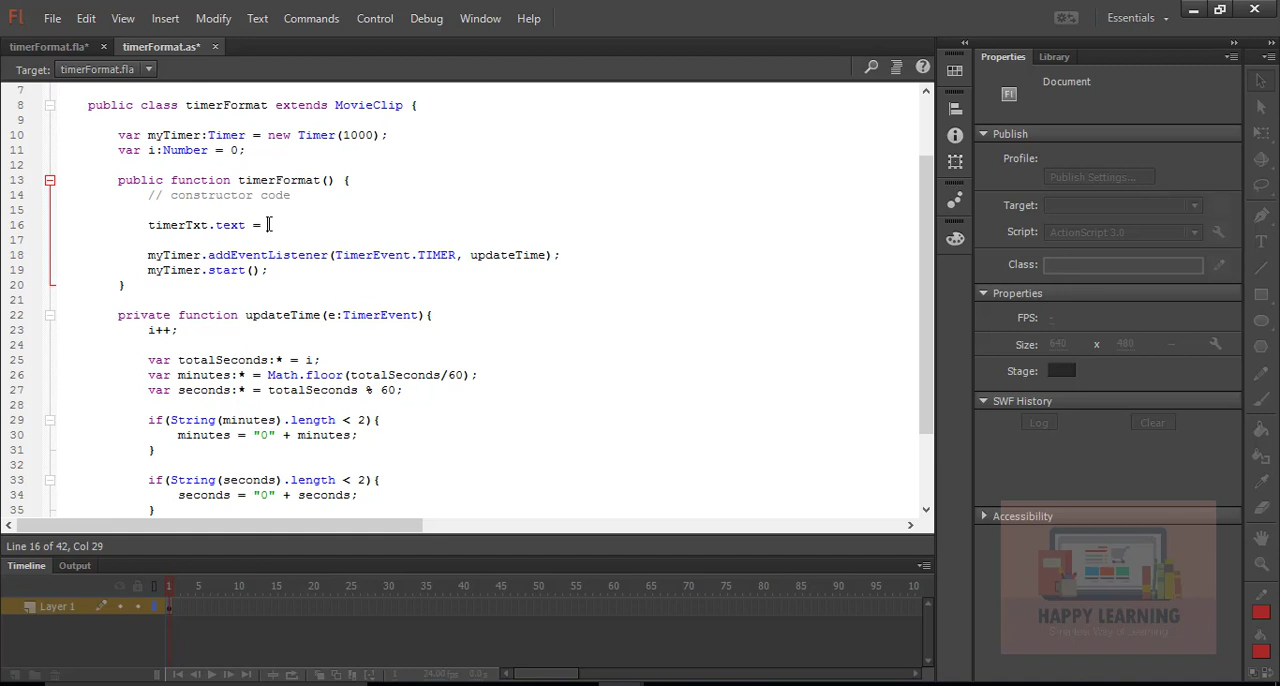 Fl File Edit View Insert Modify Text Commands Control Debug Window Help Essentials
timerFormat.fla* × timerFormat.as* ×
Target: timerFormat.fla
7
8 public class timerFormat extends MovieClip {
9
10 var myTimer:Timer = new Timer(1000);
11 var i:Number = 0;
12
13 public function timerFormat() {
14 // constructor code
15
16 timerTxt.text =
17
18 myTimer.addEventListener(TimerEvent.TIMER, updateTime);
19 myTimer.start();
20 }
21
22 private function updateTime(e:TimerEvent){
23 i++;
24
25 var totalSeconds:* = i;
26 var minutes:* = Math.floor(totalSeconds/60);
27 var seconds:* = totalSeconds % 60;
28
29 if(String(minutes).length < 2){
30 minutes = "0" + minutes;
31 }
32
33 if(String(seconds).length < 2){
34 seconds = "0" + seconds;
35 }
Line 16 of 42, Col 29
Timeline Output
1 5 10 15 20 25 30 35 40 45 50 55 60 65 70 75 80 85 90 95 10
Layer 1
1 24.00 fps 0.0 s
Properties Library
Fl Document
Publish
Profile:
Publish Settings...
Target:
Script: ActionScript 3.0
Class:
Properties
FPS: -
Size: 640 x 480
Stage:
SWF History
Log Clear
Accessibility
HAPPY LEARNING